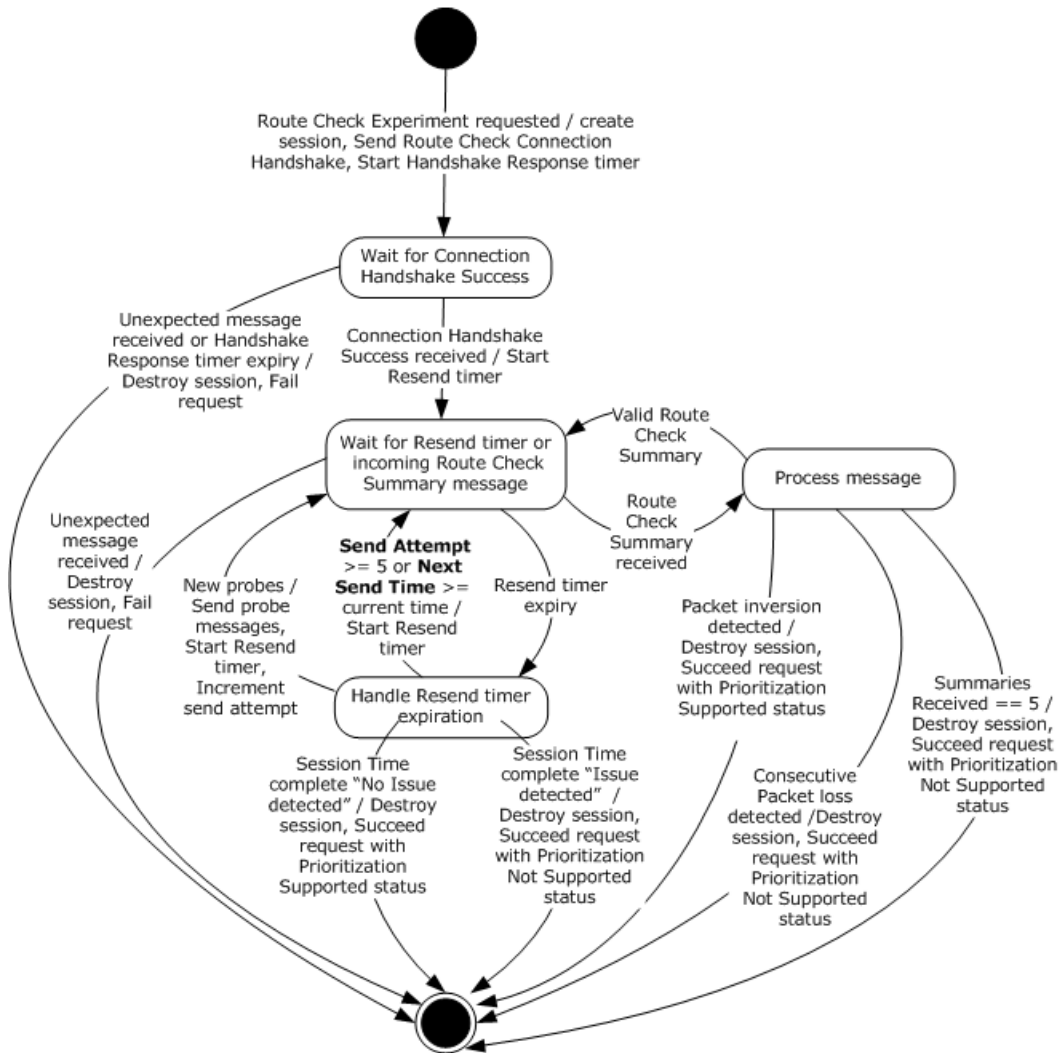 Route Check Experiment requested / create
session, Send Route Check Connection
Handshake, Start Handshake Response timer
Wait for Connection
Handshake Success
Unexpected message
received or Handshake
Response timer expiry /
Destroy session, Fail
request
Connection Handshake
Success received / Start
Resend timer
Valid Route
Check
Summary
Wait for Resend timer or
incoming Route Check
Summary message
Process message
Route
Check
Summary
received
Unexpected
message
received /
Destroy
session, Fail
request
New probes /
Send probe
messages,
Start Resend
timer,
Increment
send attempt
Send Attempt
>= 5 or Next
Send Time >=
current time /
Start Resend
timer
Resend timer
expiry
Packet inversion
detected /
Destroy session,
Succeed request
with Prioritization
Supported status
Summaries
Received == 5 /
Destroy session,
Succeed request
with Prioritization
Not Supported
status
Handle Resend timer
expiration
Session Time
complete “No Issue
detected” / Destroy
session, Succeed
request with
Prioritization
Supported status
Session Time
complete “Issue
detected” /
Destroy session,
Succeed request
with Prioritization
Not Supported
status
Consecutive
Packet loss
detected /Destroy
session, Succeed
request with
Prioritization
Not Supported
status